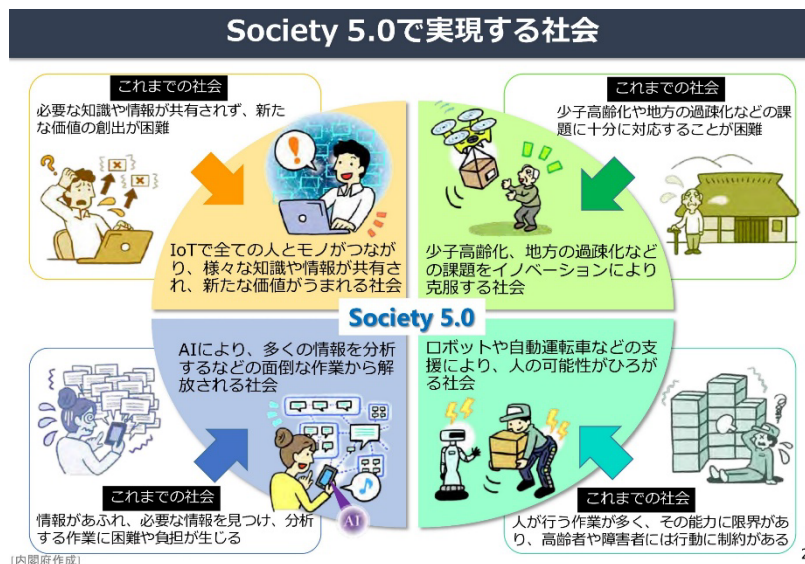 Society 5.0で実現する社会
これまでの社会
必要な知識や情報が共有されず、新た
な価値の創出が困難
これまでの社会
少子高齢化や地方の過疎化などの課
題に十分に対応することが困難
IoTで全ての人とモノがつなが
り、様々な知識や情報が共有さ
れ、新たな価値がうまれる社会
少子高齢化、地方の過疎化など
の課題をイノベーションにより
克服する社会
Society 5.0
AIにより、多くの情報を分析
するなどの面倒な作業から解
放される社会
ロボットや自動運転車などの支
援により、人の可能性がひろが
る社会
AI
これまでの社会
情報があふれ、必要な情報を見つけ、分析
する作業に困難や負担が生じる
これまでの社会
人が行う作業が多く、その能力に限界があ
り、高齢者や障害者には行動に制約がある
[内閣府作成]
2